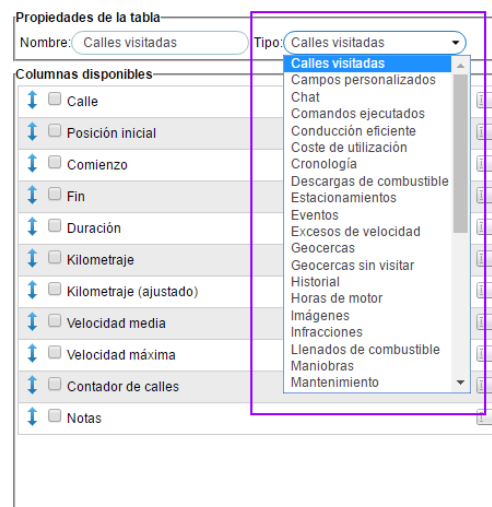 Propiedades de la tabla
Nombre: Calles visitadas Tipo: Calles visitadas
Columnas disponibles
Calle
Posición inicial
Comienzo
Fin
Duración
Kilometraje
Kilometraje (ajustado)
Velocidad media
Velocidad máxima
Contador de calles
Notas
Calles visitadas
Campos personalizados
Chat
Comandos ejecutados
Conducción eficiente
Coste de utilización
Cronología
Descargas de combustible
Estacionamientos
Eventos
Excesos de velocidad
Geocercas
Geocercas sin visitar
Historial
Horas de motor
Imágenes
Infracciones
Llenados de combustible
Maniobras
Mantenimiento